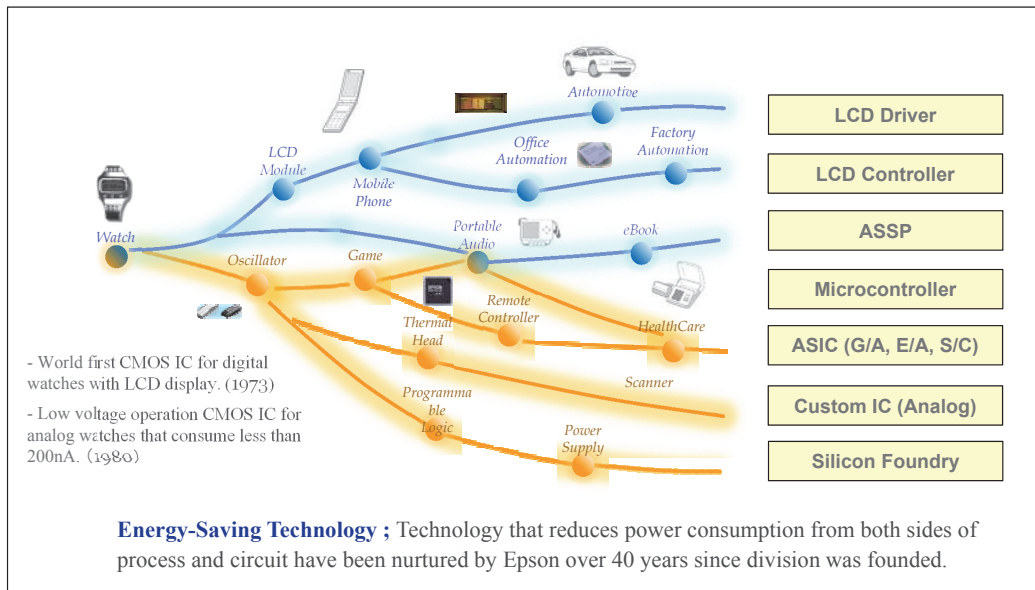 Automotive
LCD Driver
LCD
Module
Office
Automation
Factory
Automation
LCD Controller
Mobile
Phone
Watch
Portable
Audio
eBook
ASSP
Oscillator
Game
Microcontroller
Remote
Controller
Thermal
Head
HealthCare
ASIC (G/A, E/A, S/C)
- World first CMOS IC for digital
watches with LCD display. (1973)
Scanner
Programma
ble
Logic
Custom IC (Analog)
- Low voltage operation CMOS IC for
analog watches that consume less than
200nA. (1980)
Power
Supply
Silicon Foundry
Energy-Saving Technology ; Technology that reduces power consumption from both sides of
process and circuit have been nurtured by Epson over 40 years since division was founded.